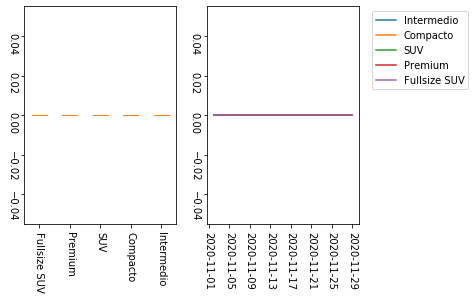 0.04
0.02
0.00
−0.02
−0.04
Fullsize SUV
Premium
SUV
Compacto
Intermedio
0.04
0.02
0.00
−0.02
−0.04
2020-11-01
2020-11-05
2020-11-09
2020-11-13
2020-11-17
2020-11-21
2020-11-25
2020-11-29
Intermedio
Compacto
SUV
Premium
Fullsize SUV